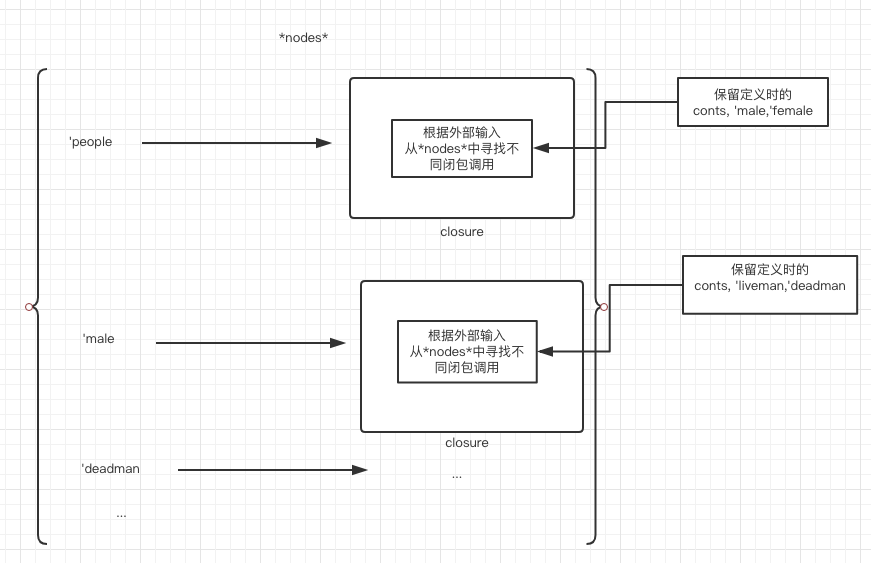 *nodes*
'people
根据外部输入
从*nodes*中寻找不
同闭包调用
closure
保留定义时的
conts, 'male,'female
'male
根据外部输入
从*nodes*中寻找不
同闭包调用
closure
保留定义时的
conts, 'liveman,'deadman
'deadman
...
...